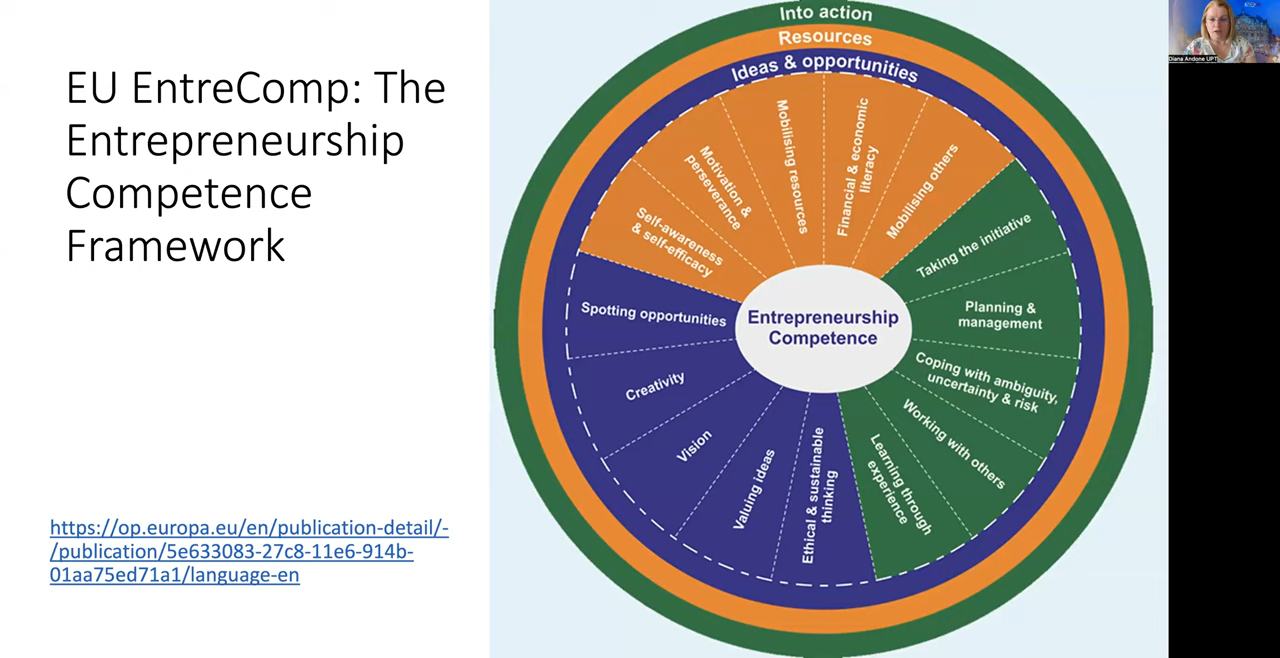 EU EntreComp: The
Entrepreneurship
Competence
Framework
https://op.europa.eu/en/publication-detail/-
/publication/5e633083-27c8-11e6-914b-
01aa75ed71a1/language-en
Into action
Resources
Ideas & opportunities
Mobilising resources
Financial & economic
literacy
Mobilising others
Taking the initiative
Planning &
management
Coping with ambiguity,
uncertainty & risk
Working with others
Learning through
experience
Ethical & sustainable
thinking
Valuing ideas
Vision
Creativity
Spotting opportunities
Self-awareness
& self-efficacy
Motivation &
perseverance
Entrepreneurship
Competence
Diana Andone UPT